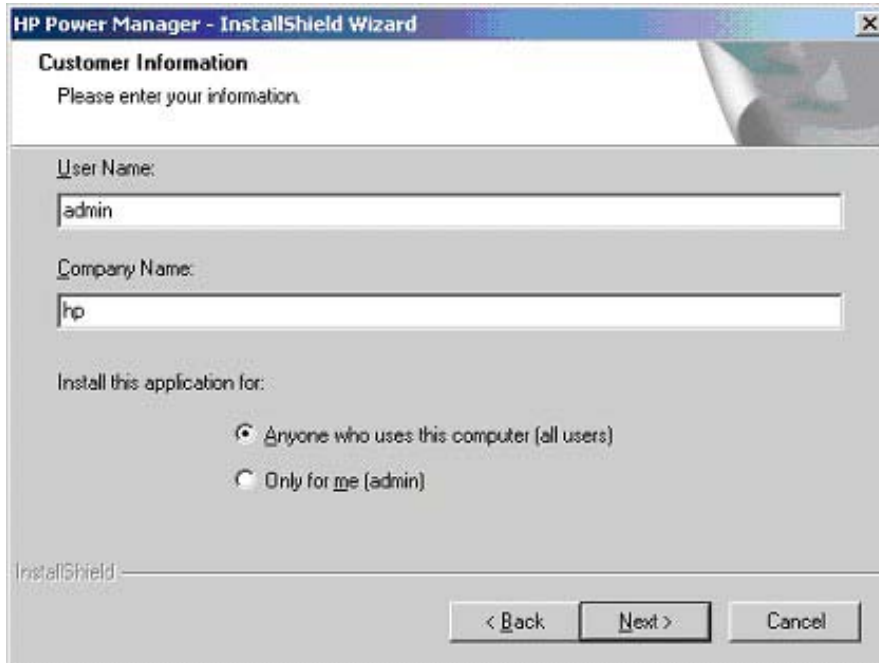 HP Power Manager - InstallShield Wizard
Customer Information
Please enter your information.
User Name:
admin
Company Name:
hp
Install this application for:
Anyone who uses this computer (all users)
Only for me (admin)
InstallShield
< Back Next > Cancel